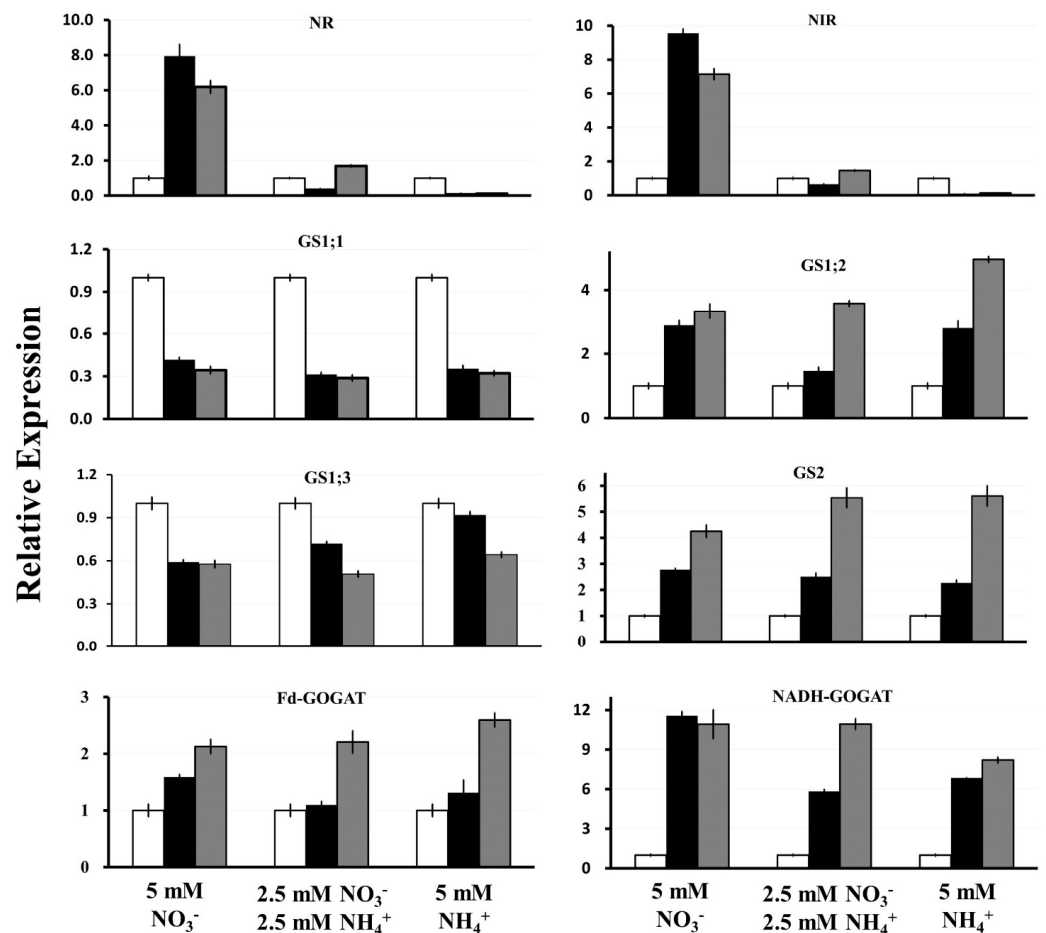 Relative Expression
NR
10.0
8.0
6.0
4.0
2.0
0.0
NIR
10
8
6
4
2
0
GS1;1
1.2
0.9
0.6
0.3
0.0
GS1;2
4
2
0
GS1;3
1.2
0.9
0.6
0.3
0.0
GS2
6
5
4
3
2
1
0
Fd-GOGAT
3
2
1
0
NADH-GOGAT
12
9
6
3
0
5 mM
NO₃⁻
2.5 mM NO₃⁻
2.5 mM NH₄⁺
5 mM
NH₄⁺
5 mM
NO₃⁻
2.5 mM NO₃⁻
2.5 mM NH₄⁺
5 mM
NH₄⁺